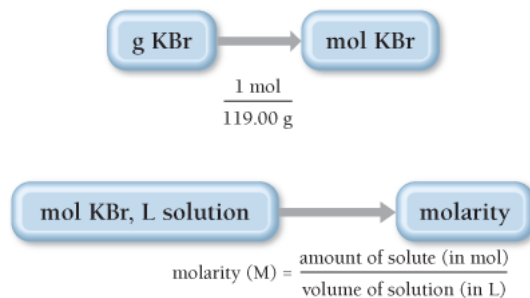 g KBr
mol KBr
1 mol
119.00 g
mol KBr, L solution
molarity
molarity (M) = amount of solute (in mol)
volume of solution (in L)